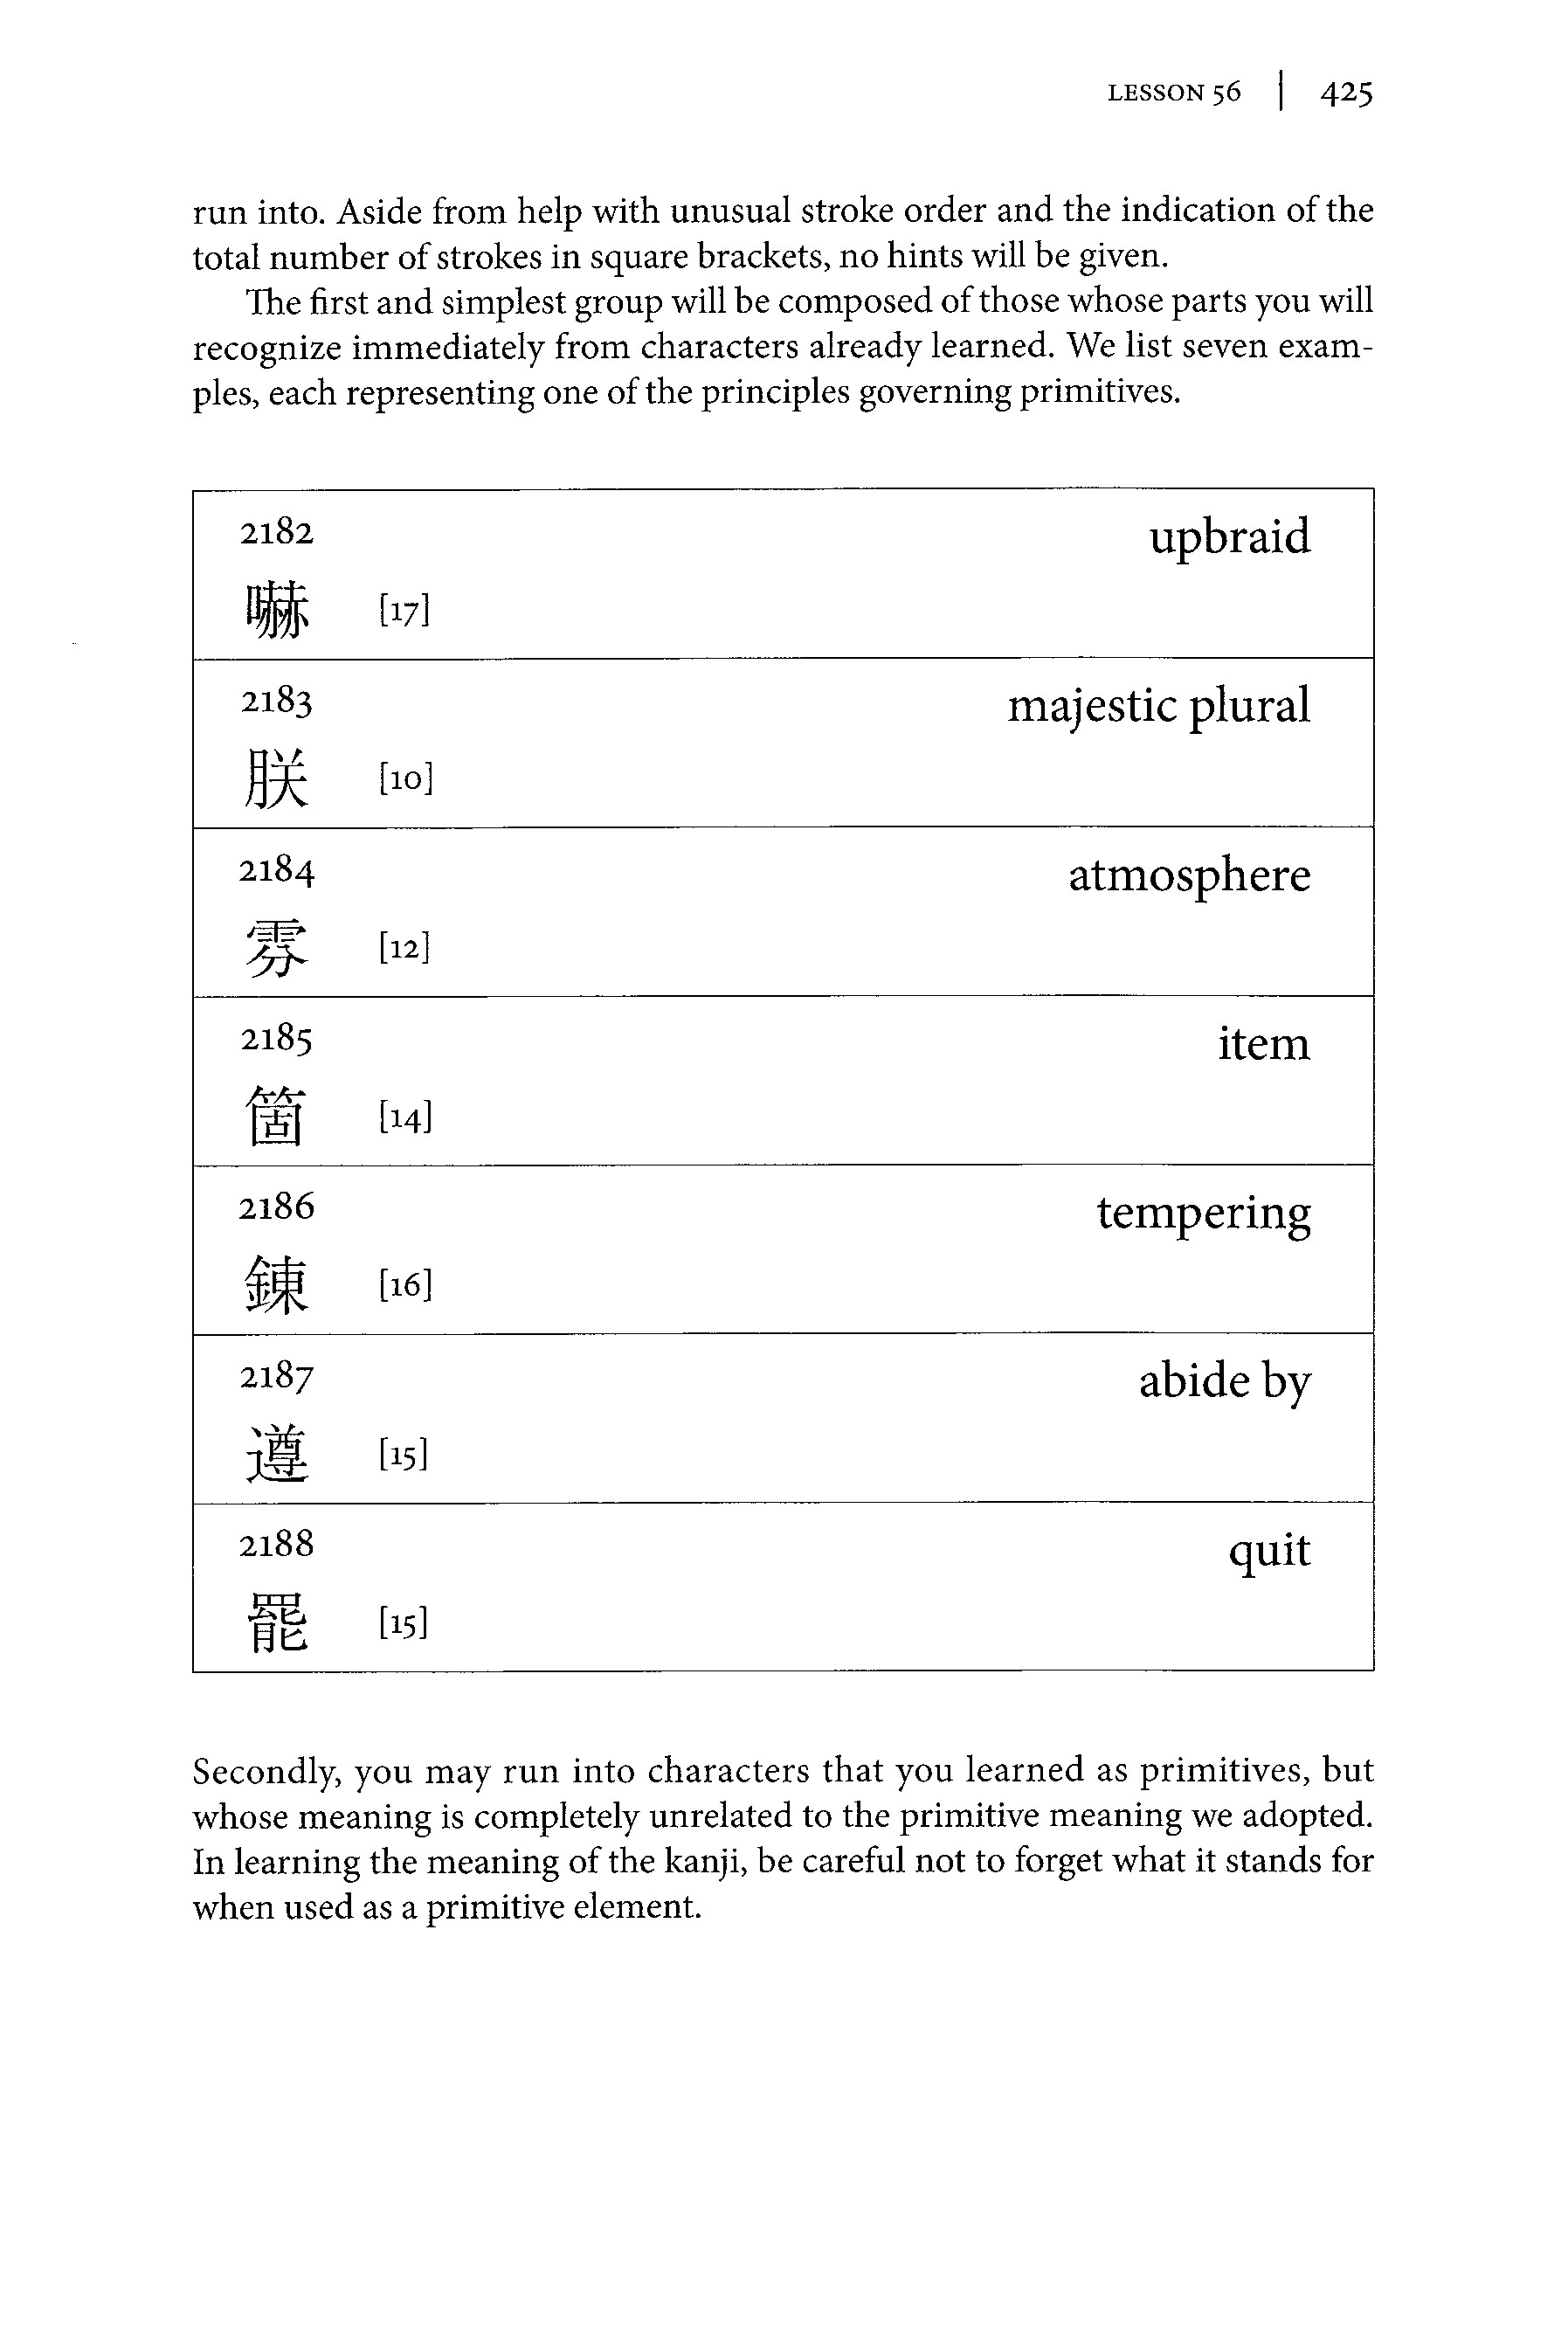 LESSON 56 | 425
run into. Aside from help with unusual stroke order and the indication of the
total number of strokes in square brackets, no hints will be given.
The first and simplest group will be composed of those whose parts you will
recognize immediately from characters already learned. We list seven exam-
ples, each representing one of the principles governing primitives.
2182 upbraid
嚇 [17]
2183 majestic plural
朕 [10]
2184 atmosphere
雰 [12]
2185 item
箇 [14]
2186 tempering
錬 [16]
2187 abide by
遵 [15]
2188 quit
罷 [15]
Secondly, you may run into characters that you learned as primitives, but
whose meaning is completely unrelated to the primitive meaning we adopted.
In learning the meaning of the kanji, be careful not to forget what it stands for
when used as a primitive element.